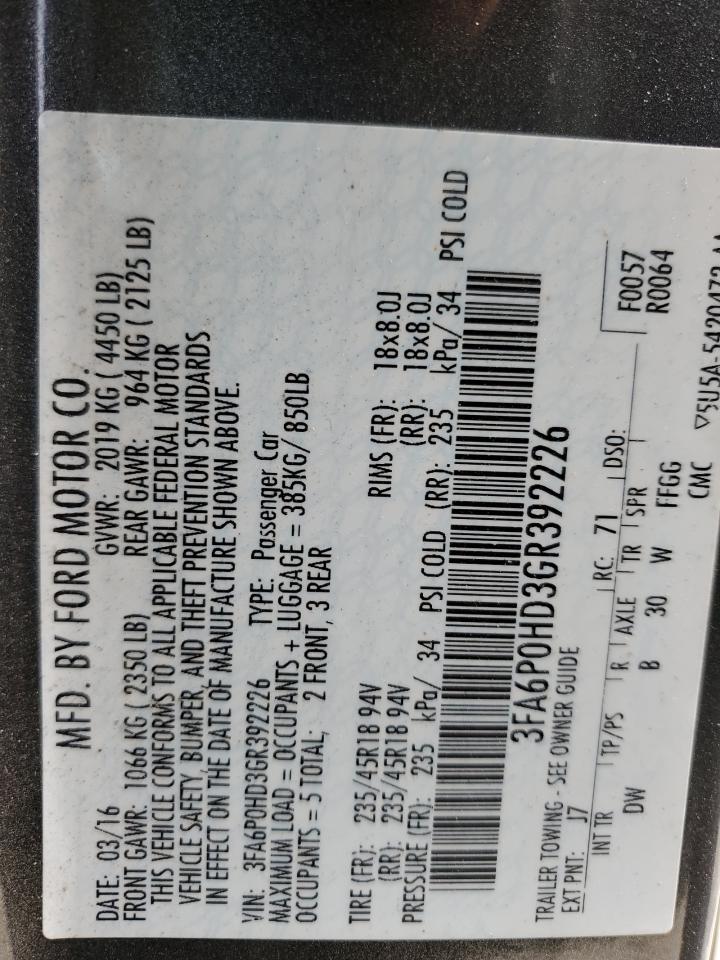 MFD. BY FORD MOTOR CO.
DATE: 03/16 GVWR: 2019 KG ( 4450 LB)
FRONT GAWR: 1066 KG ( 2350 LB) REAR GAWR: 964 KG ( 2125 LB)
THIS VEHICLE CONFORMS TO ALL APPLICABLE FEDERAL MOTOR
VEHICLE SAFETY, BUMPER, AND THEFT PREVENTION STANDARDS
IN EFFECT ON THE DATE OF MANUFACTURE SHOWN ABOVE.
VIN: 3FA6P0HD3GR392226 TYPE: Passenger Car
MAXIMUM LOAD = OCCUPANTS + LUGGAGE = 385KG/ 850LB
OCCUPANTS = 5 TOTAL, 2 FRONT, 3 REAR
TIRE (FR): 235/45R18 94V RIMS (FR): 18x8.0J
(RR): 235/45R18 94V (RR): 18x8.0J
PRESSURE (FR): 235 kPa/ 34 PSI COLD (RR): 235 kPa/ 34 PSI COLD
3FA6P0HD3GR392226
TRAILER TOWING - SEE OWNER GUIDE
EXT PNT: J7 RC: 71 DSO: F0057
R0064
INT TR TP/PS R AXLE TR SPR
DW B 30 W FFGG
CMC ▽5U5A-5420472-AA